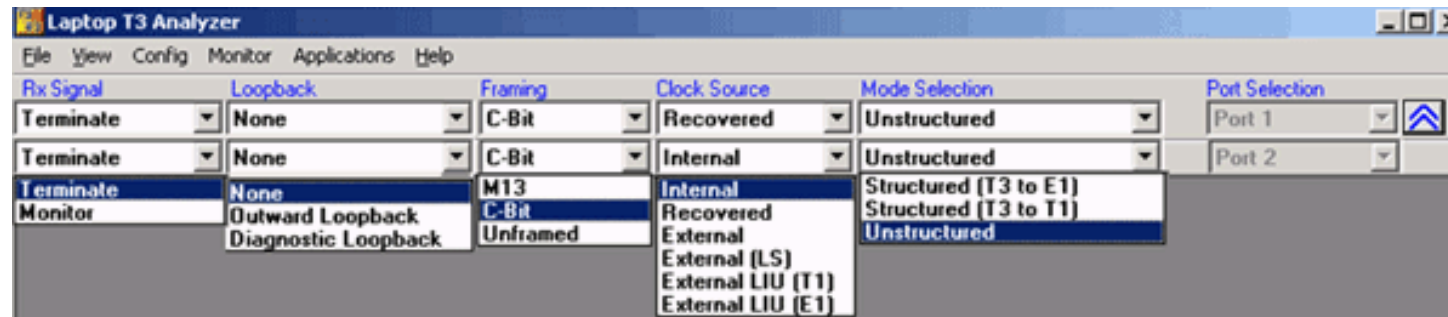 Laptop T3 Analyzer
File View Config Monitor Applications Help
Rx Signal Loopback Framing Clock Source Mode Selection Port Selection
Terminate None C-Bit Recovered Unstructured Port 1
Terminate None C-Bit Internal Unstructured Port 2
Terminate
Monitor
None
Outward Loopback
Diagnostic Loopback
M13
C-Bit
Unframed
Internal
Recovered
External
External (LS)
External LIU (T1)
External LIU (E1)
Structured (T3 to E1)
Structured (T3 to T1)
Unstructured